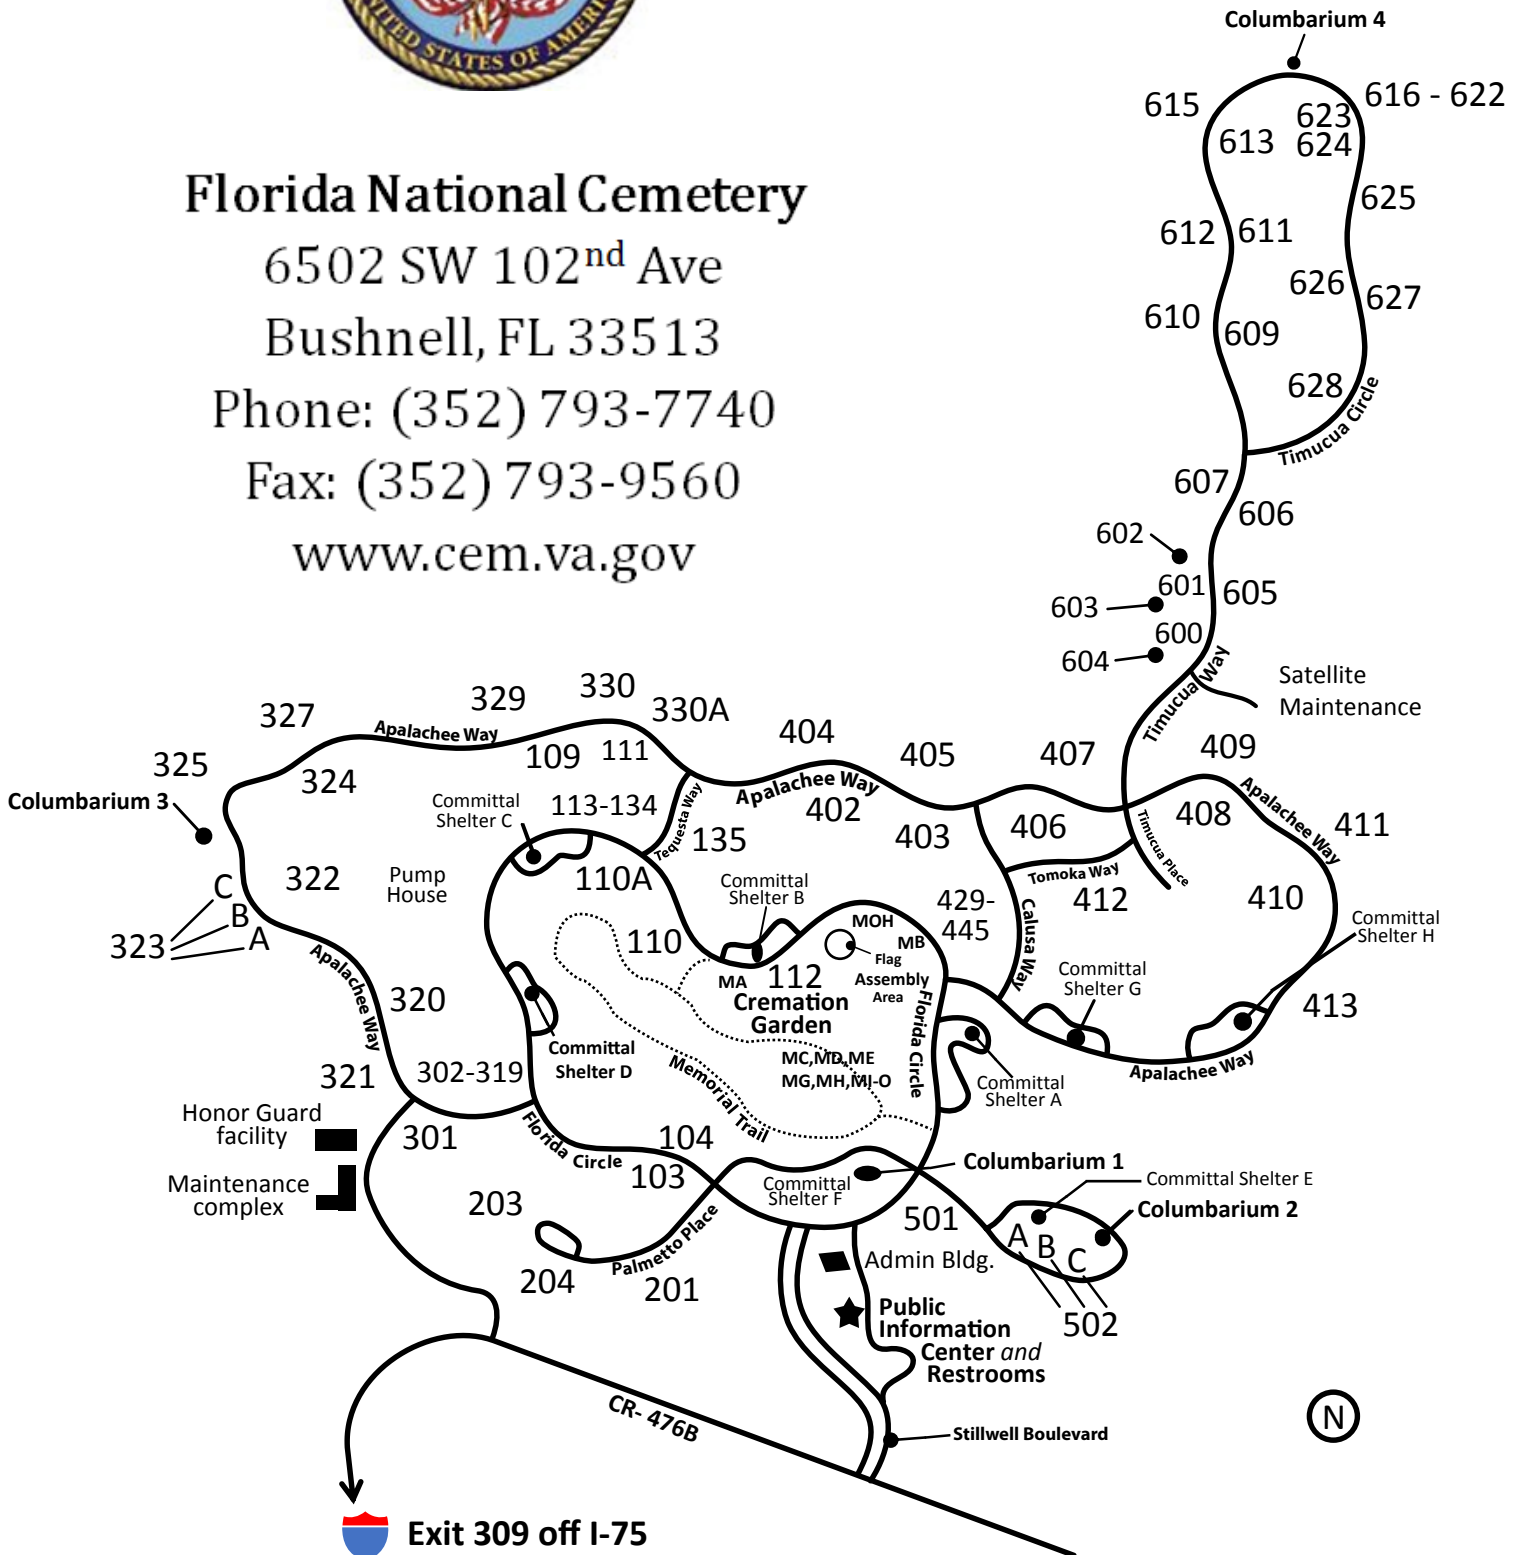 UNITED STATES OF AMERICA
Florida National Cemetery
6502 SW 102nd Ave
Bushnell, FL 33513
Phone: (352) 793-7740
Fax: (352) 793-9560
www.cem.va.gov
Columbarium 4
615
616 - 622
623
613
624
625
612
611
626
627
610
609
628
Timucua Circle
607
606
602
601
605
603
600
604
Timucua Way
Satellite
Maintenance
330
329
330A
327
Apalachee Way
404
405
407
409
325
109
111
324
Apalachee Way
Columbarium 3
Committal
Shelter C
113-134
Tequesta Way
135
402
403
406
Timucua Place
408
Apalachee Way
411
322
Pump
House
110A
Committal
Shelter B
Tomoka Way
429-
445
412
410
C
B
A
323
Committal
Shelter H
MOH
MB
Flag
Assembly
Area
110
MA
112
Cremation
Garden
Calusa Way
Committal
Shelter G
Apalachee Way
320
413
Florida Circle
Committal
Shelter D
MC,MD,ME
MG,MH,MI-O
Memorial Trail
Apalachee Way
Committal
Shelter A
321
302-319
Honor Guard
facility
301
Florida Circle
104
103
Columbarium 1
Committal Shelter E
Maintenance
complex
Committal
Shelter F
203
501
Columbarium 2
A
B
C
Palmetto Place
204
201
Admin Bldg.
502
Public
Information
Center and
Restrooms
CR- 476B
Stillwell Boulevard
N
Exit 309 off I-75